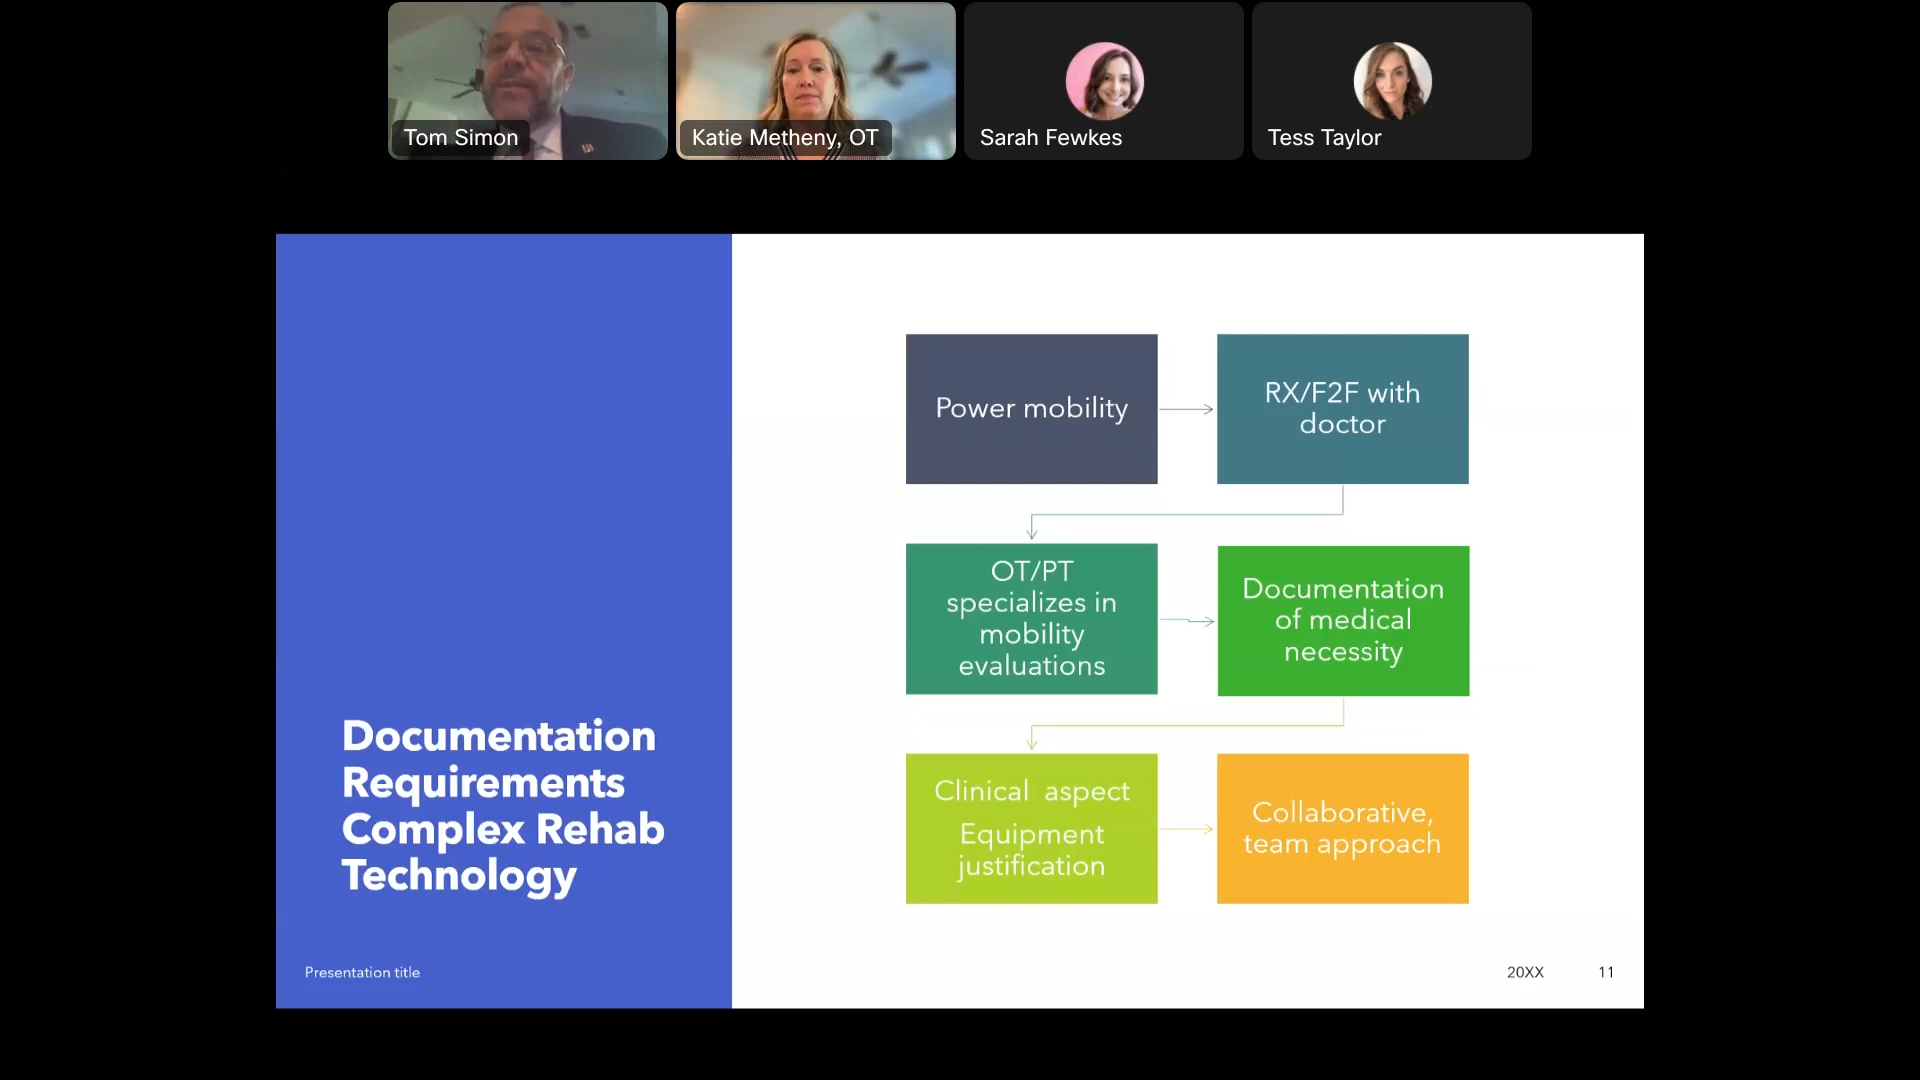 Tom Simon
Katie Metheny, OT
Sarah Fewkes
Tess Taylor
Documentation
Requirements
Complex Rehab
Technology
Power mobility
RX/F2F with
doctor
OT/PT
specializes in
mobility
evaluations
Documentation
of medical
necessity
Clinical  aspect
Equipment
justification
Collaborative,
team approach
Presentation title
20XX
11